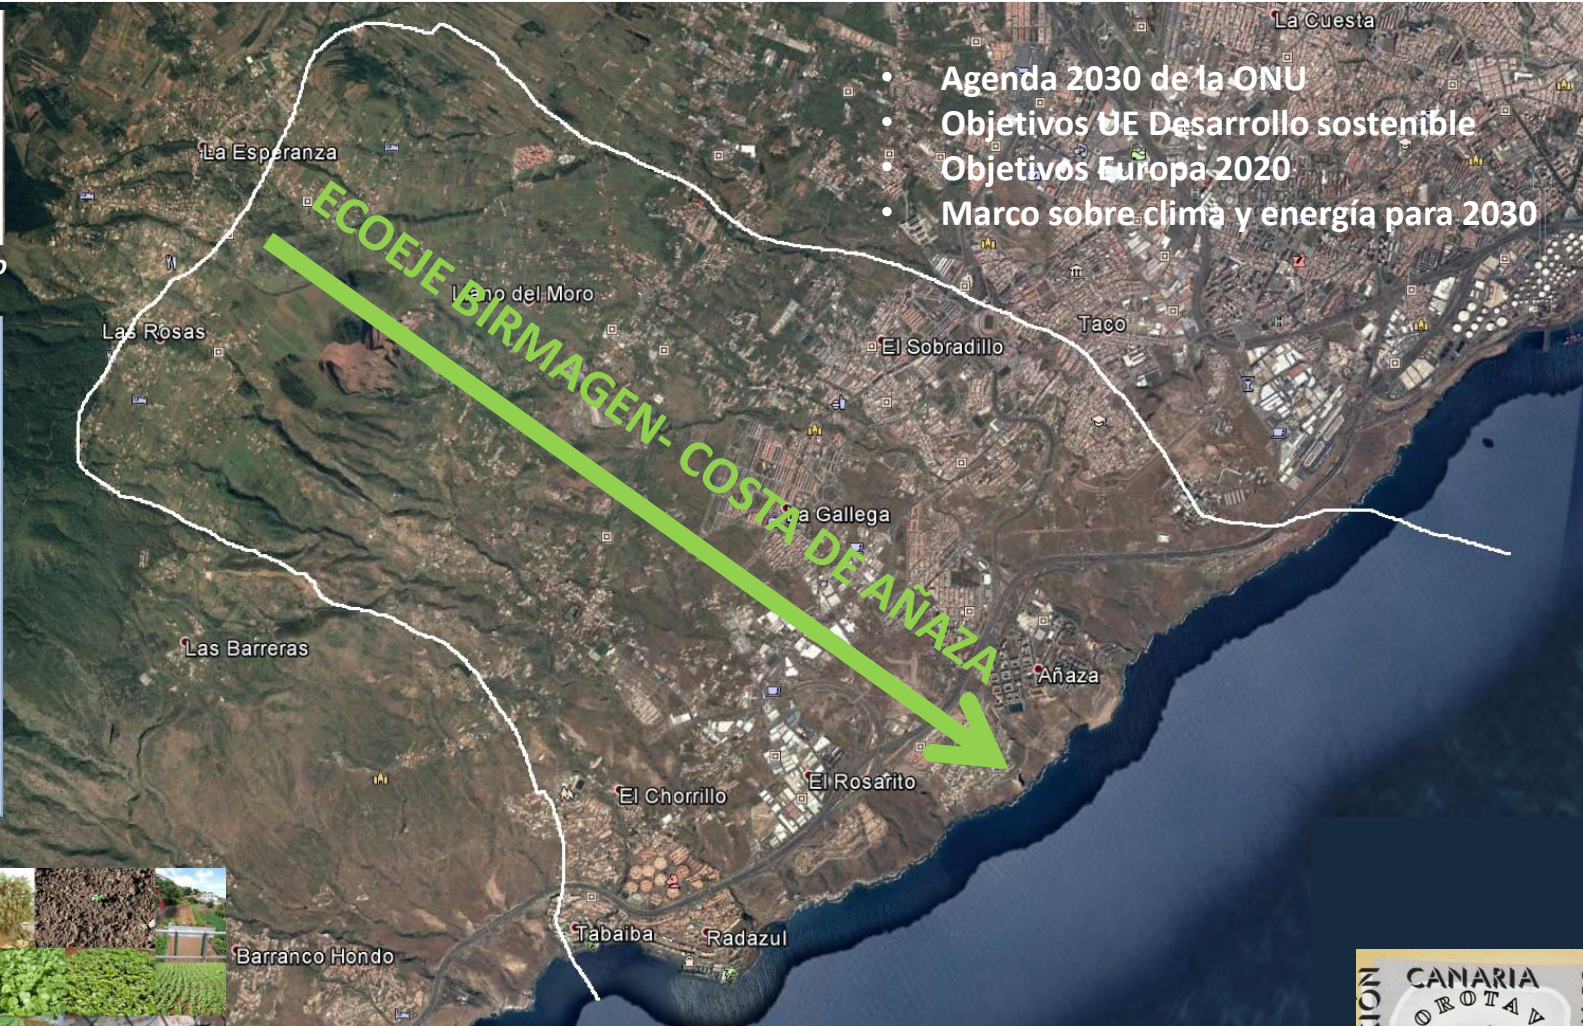 La Cuesta
• Agenda 2030 de la ONU
• Objetivos UE Desarrollo sostenible
• Objetivos Europa 2020
• Marco sobre clima y energía para 2030
La Esperanza
ECOEJE BIRMAGEN- COSTA DE AÑAZA
Llano del Moro
Las Rosas
Taco
El Sobradillo
La Gallega
Las Barreras
Añaza
El Rosarito
El Chorrillo
Tabaiba
Radazul
Barranco Hondo
CANARIA
OROTAV